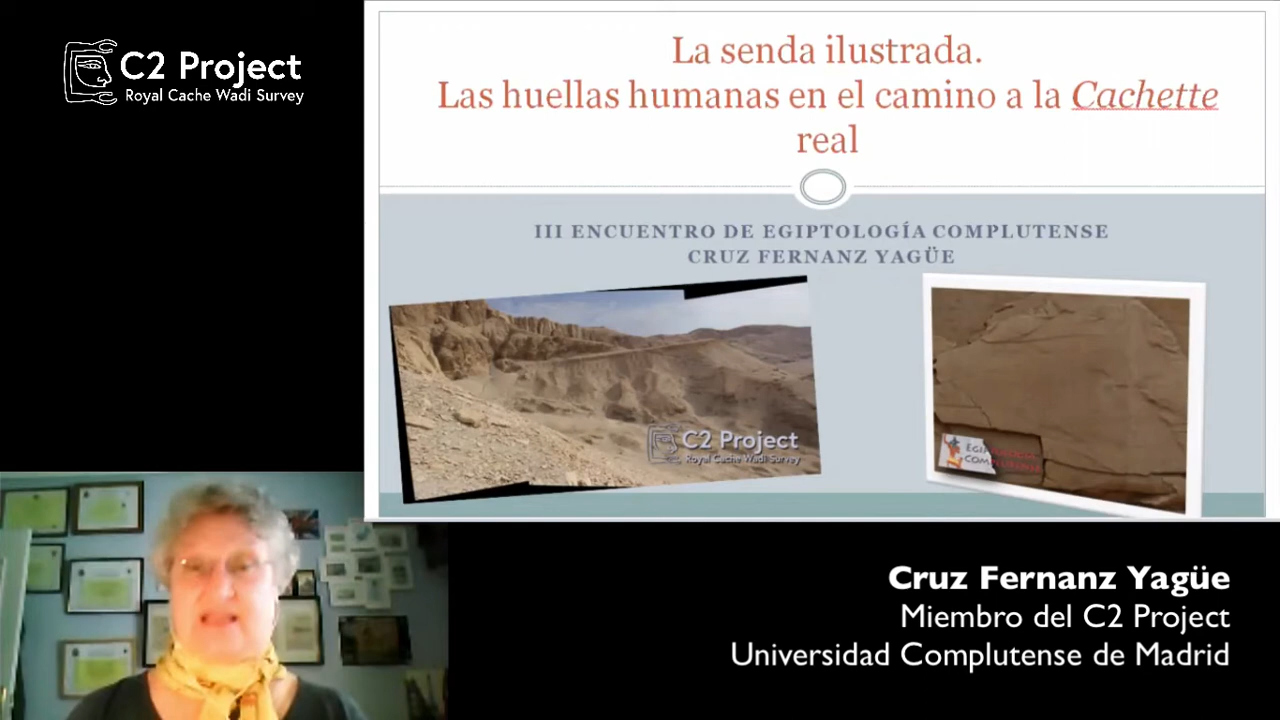 C2 Project
Royal Cache Wadi Survey
La senda ilustrada.
Las huellas humanas en el camino a la Cachette
real
III ENCUENTRO DE EGIPTOLOGÍA COMPLUTENSE
CRUZ FERNANZ YAGÜE
C2 Project
Royal Cache Wadi Survey
EGIPTOLOGÍA
COMPLUTENSE
Cruz Fernanz Yagüe
Miembro del C2 Project
Universidad Complutense de Madrid